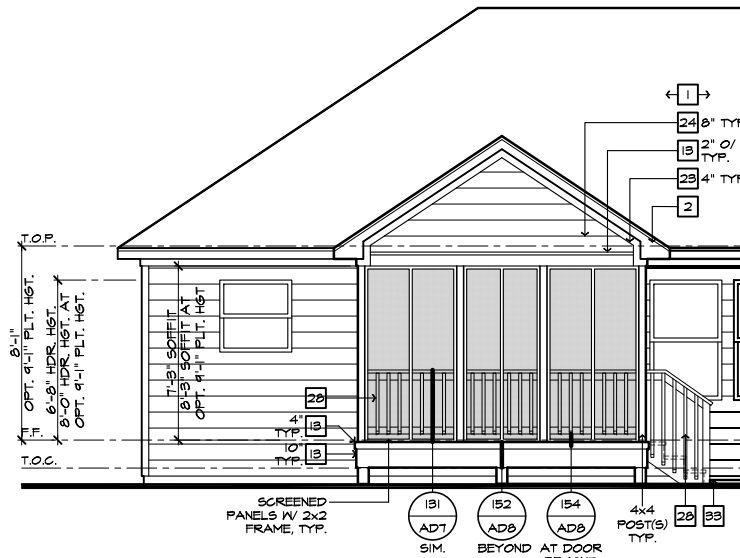 1
24 8" TYP.
13 2" O/
TYP.
23 4" TYP.
2
T.O.P.
8'-1"
OPT. 9'-1" PLT. HGT.
6'-8" HDR. HGT.
8'-0" HDR. HGT. AT
OPT. 9'-1" PLT. HGT.
7'-3" SOFFIT
8'-3" SOFFIT AT
OPT. 9'-1" PLT. HGT
28
4"
TYP. 13
F.F.
10"
TYP. 13
T.O.C.
SCREENED
PANELS W/ 2x2
FRAME, TYP.
131
AD7
SIM.
152
AD8
BEYOND
154
AD8
AT DOOR
4x4
POST(S)
TYP.
28
33